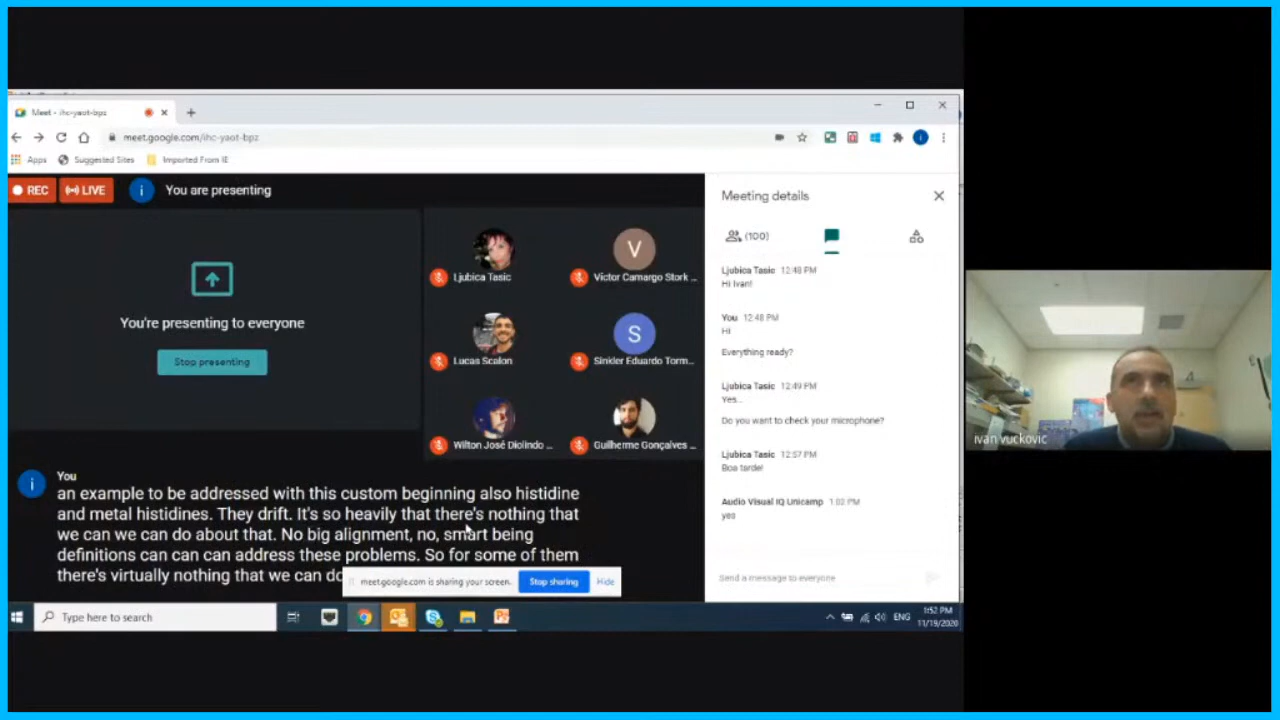 Meet - ihc-yaot-bpz
meet.google.com/ihc-yaot-bpz
Apps
Suggested Sites
Imported From IE
REC
LIVE
You are presenting
You're presenting to everyone
Stop presenting
Ljubica Tasic
Victor Camargo Stork ...
Lucas Scalon
S
Sinkler Eduardo Torm...
V
Wilton José Diolindo ...
Guilherme Gonçalves ...
You
an example to be addressed with this custom beginning also histidine
and metal histidines. They drift. It's so heavily that there's nothing that
we can we can do about that. No big alignment, no, smart being
definitions can can can address these problems. So for some of them
there's virtually nothing that we can do
meet.google.com is sharing your screen.
Stop sharing
Hide
Meeting details
(100)
Ljubica Tasic 12:48 PM
Hi Ivan!
You 12:48 PM
Hi
Everything ready?
Ljubica Tasic 12:49 PM
Yes...
Do you want to check your microphone?
Ljubica Tasic 12:57 PM
Boa tarde!
Audio Visual IQ Unicamp 1:02 PM
yes
Send a message to everyone
Type here to search
ENG
1:52 PM
11/19/2020
ivan vuckovic